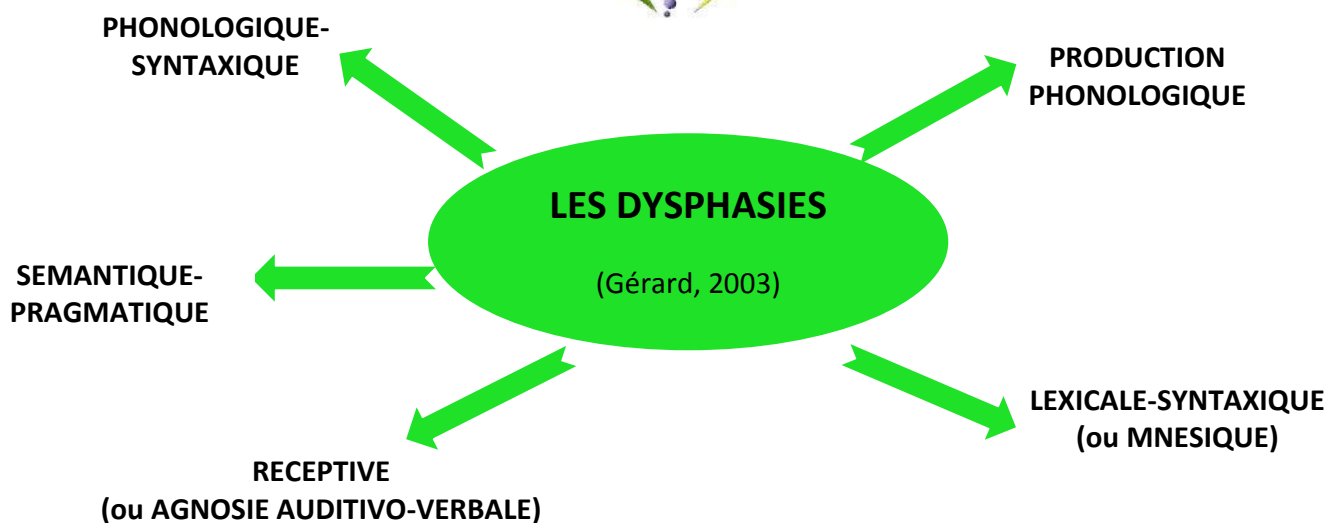 PHONOLOGIQUE-
SYNTAXIQUE
PRODUCTION
PHONOLOGIQUE
LES DYSPHASIES
(Gérard, 2003)
SEMANTIQUE-
PRAGMATIQUE
LEXICALE-SYNTAXIQUE
(ou MNESIQUE)
RECEPTIVE
(ou AGNOSIE AUDITIVO-VERBALE)